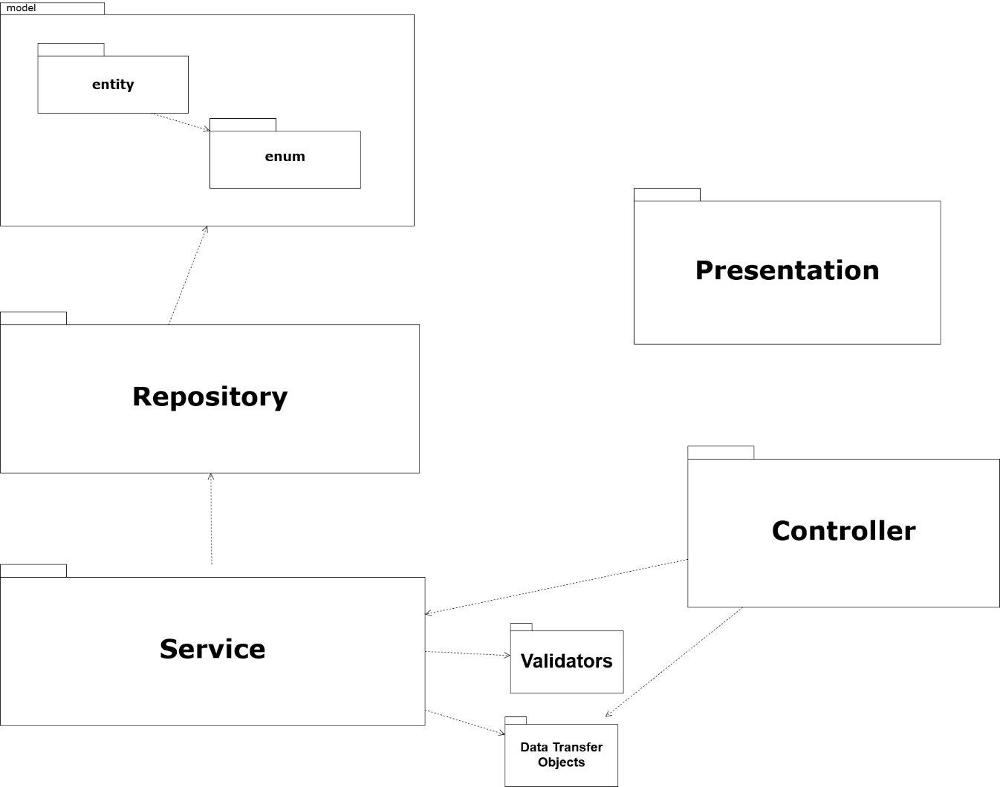 model
entity
enum
Presentation
Repository
Controller
Service
Validators
Data Transfer
Objects